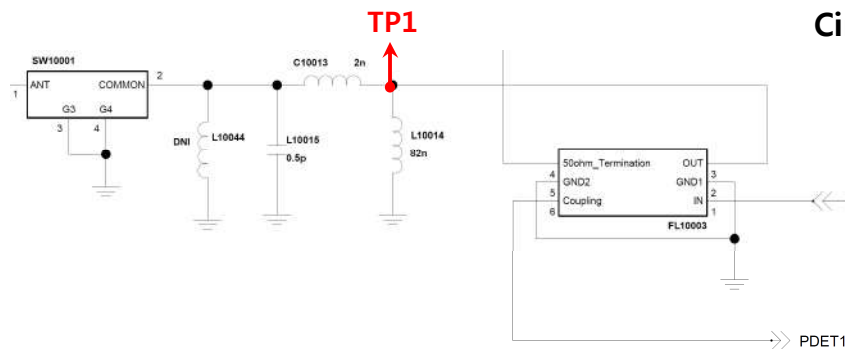 TP1
Ci
SW10001
C10013 2n
2
ANT COMMON
1
G3 G4
3 4
DNI L10044
L10015
0.5p
L10014
82n
50ohm_Termination OUT
4 3
GND2 GND1
5 2
Coupling IN
6 1
FL10003
PDET1